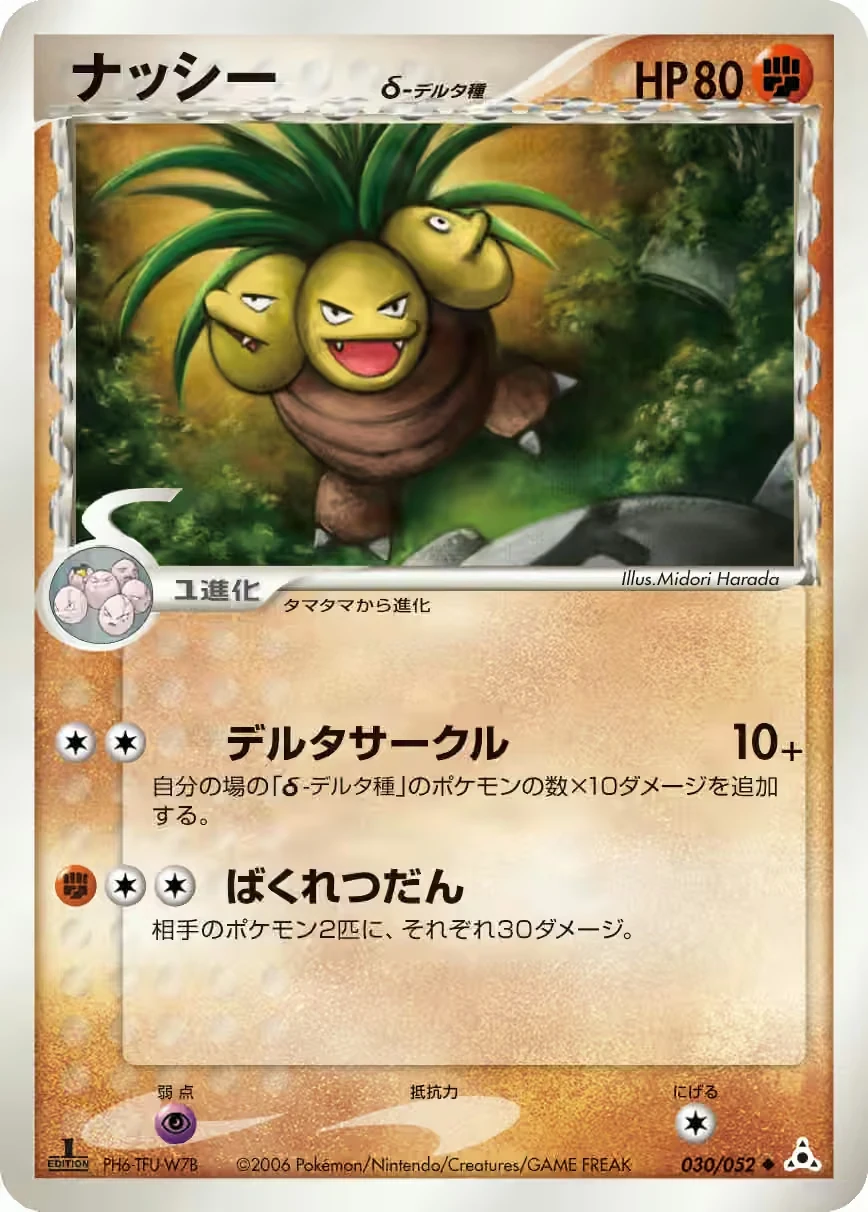 ナッシー δ-デルタ種 HP80
Illus.Midori Harada
1進化 タマタマから進化
デルタサークル 10+
自分の場の「δ-デルタ種」のポケモンの数×10ダメージを追加
する。
ばくれつだん
相手のポケモン2匹に、それぞれ30ダメージ。
弱点 抵抗力 にげる
1 EDITION PH6-TFU-W7B ©2006 Pokémon/Nintendo/Creatures/GAME FREAK 030/052